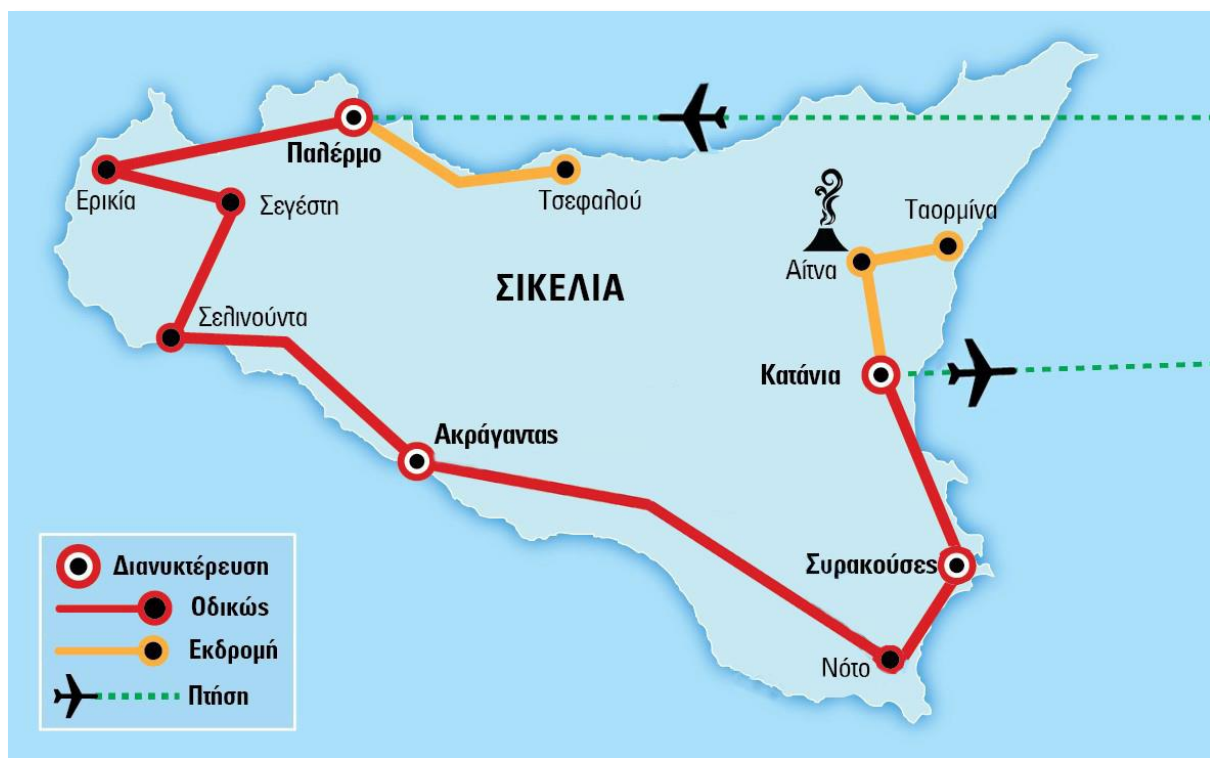 Παλέρμο
Ερικία
Σεγέστη
Τσεφαλού
Ταορμίνα
Αίτνα
ΣΙΚΕΛΙΑ
Σελινούντα
Κατάνια
Ακράγαντας
Συρακούσες
Νότο
Διανυκτέρευση
Οδικώς
Εκδρομή
Πτήση